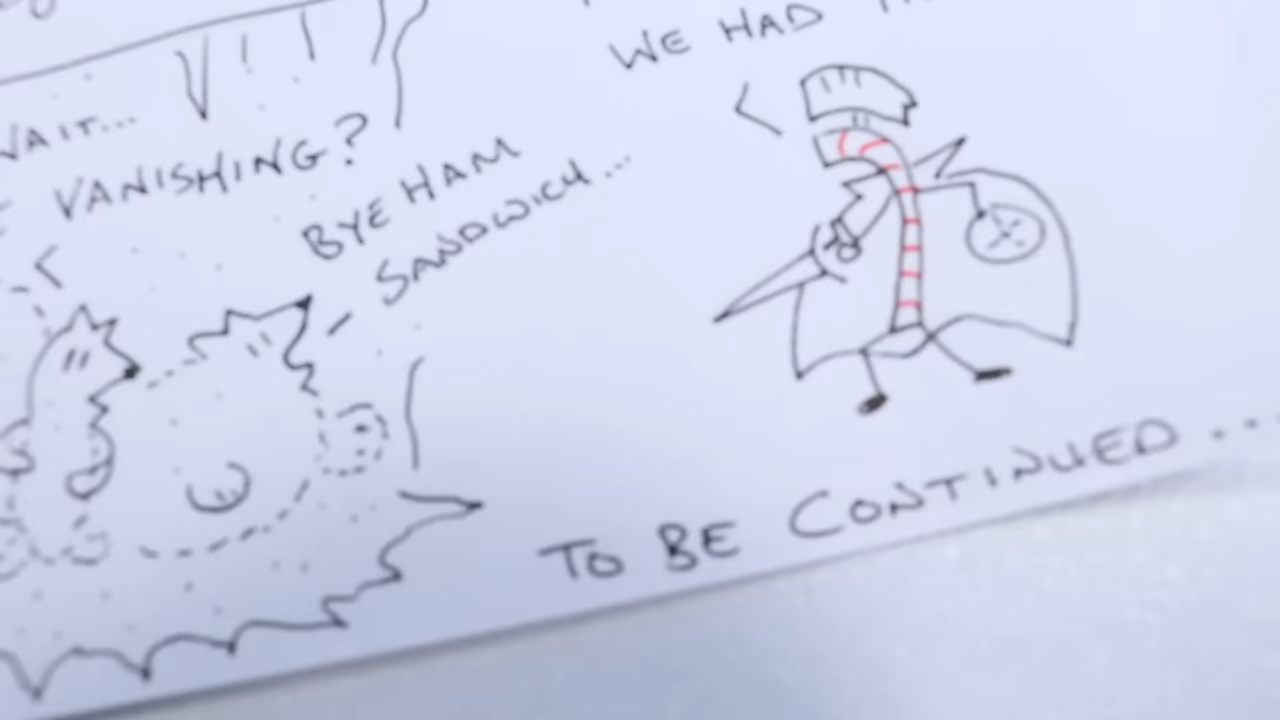 WAIT...
VANISHING?
BYE HAM
SANDWICH...
WE HAD
TO BE CONTINUED...